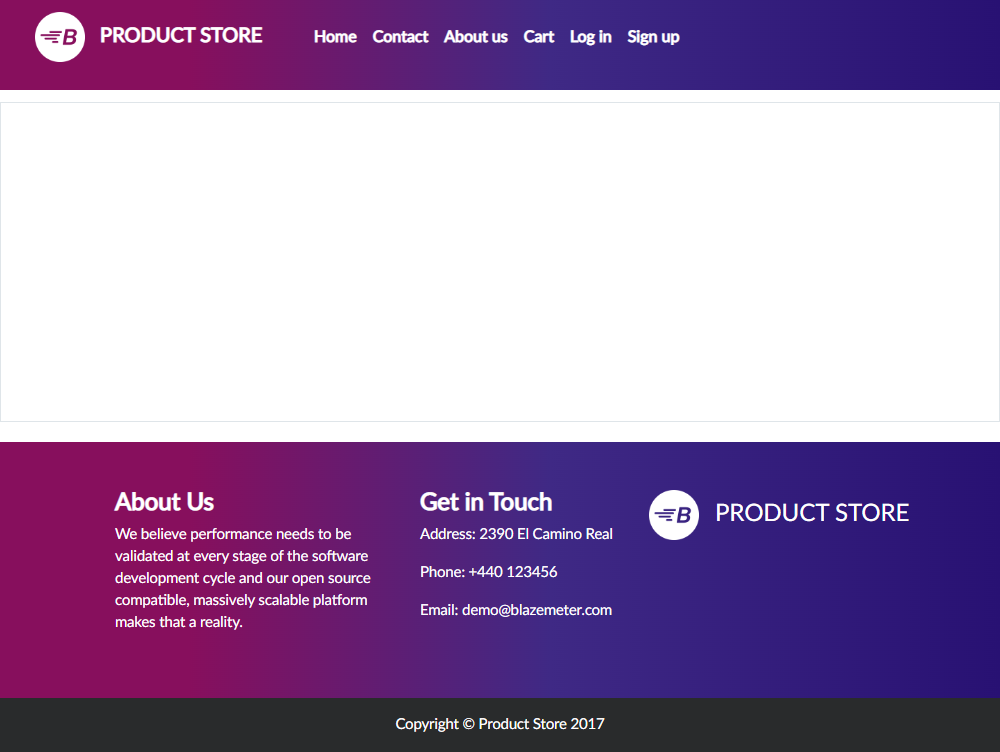 B PRODUCT STORE Home Contact About us Cart Log in Sign up
About Us
We believe performance needs to be
validated at every stage of the software
development cycle and our open source
compatible, massively scalable platform
makes that a reality.
Get in Touch
Address: 2390 El Camino Real
Phone: +440 123456
Email: demo@blazemeter.com
B PRODUCT STORE
Copyright © Product Store 2017